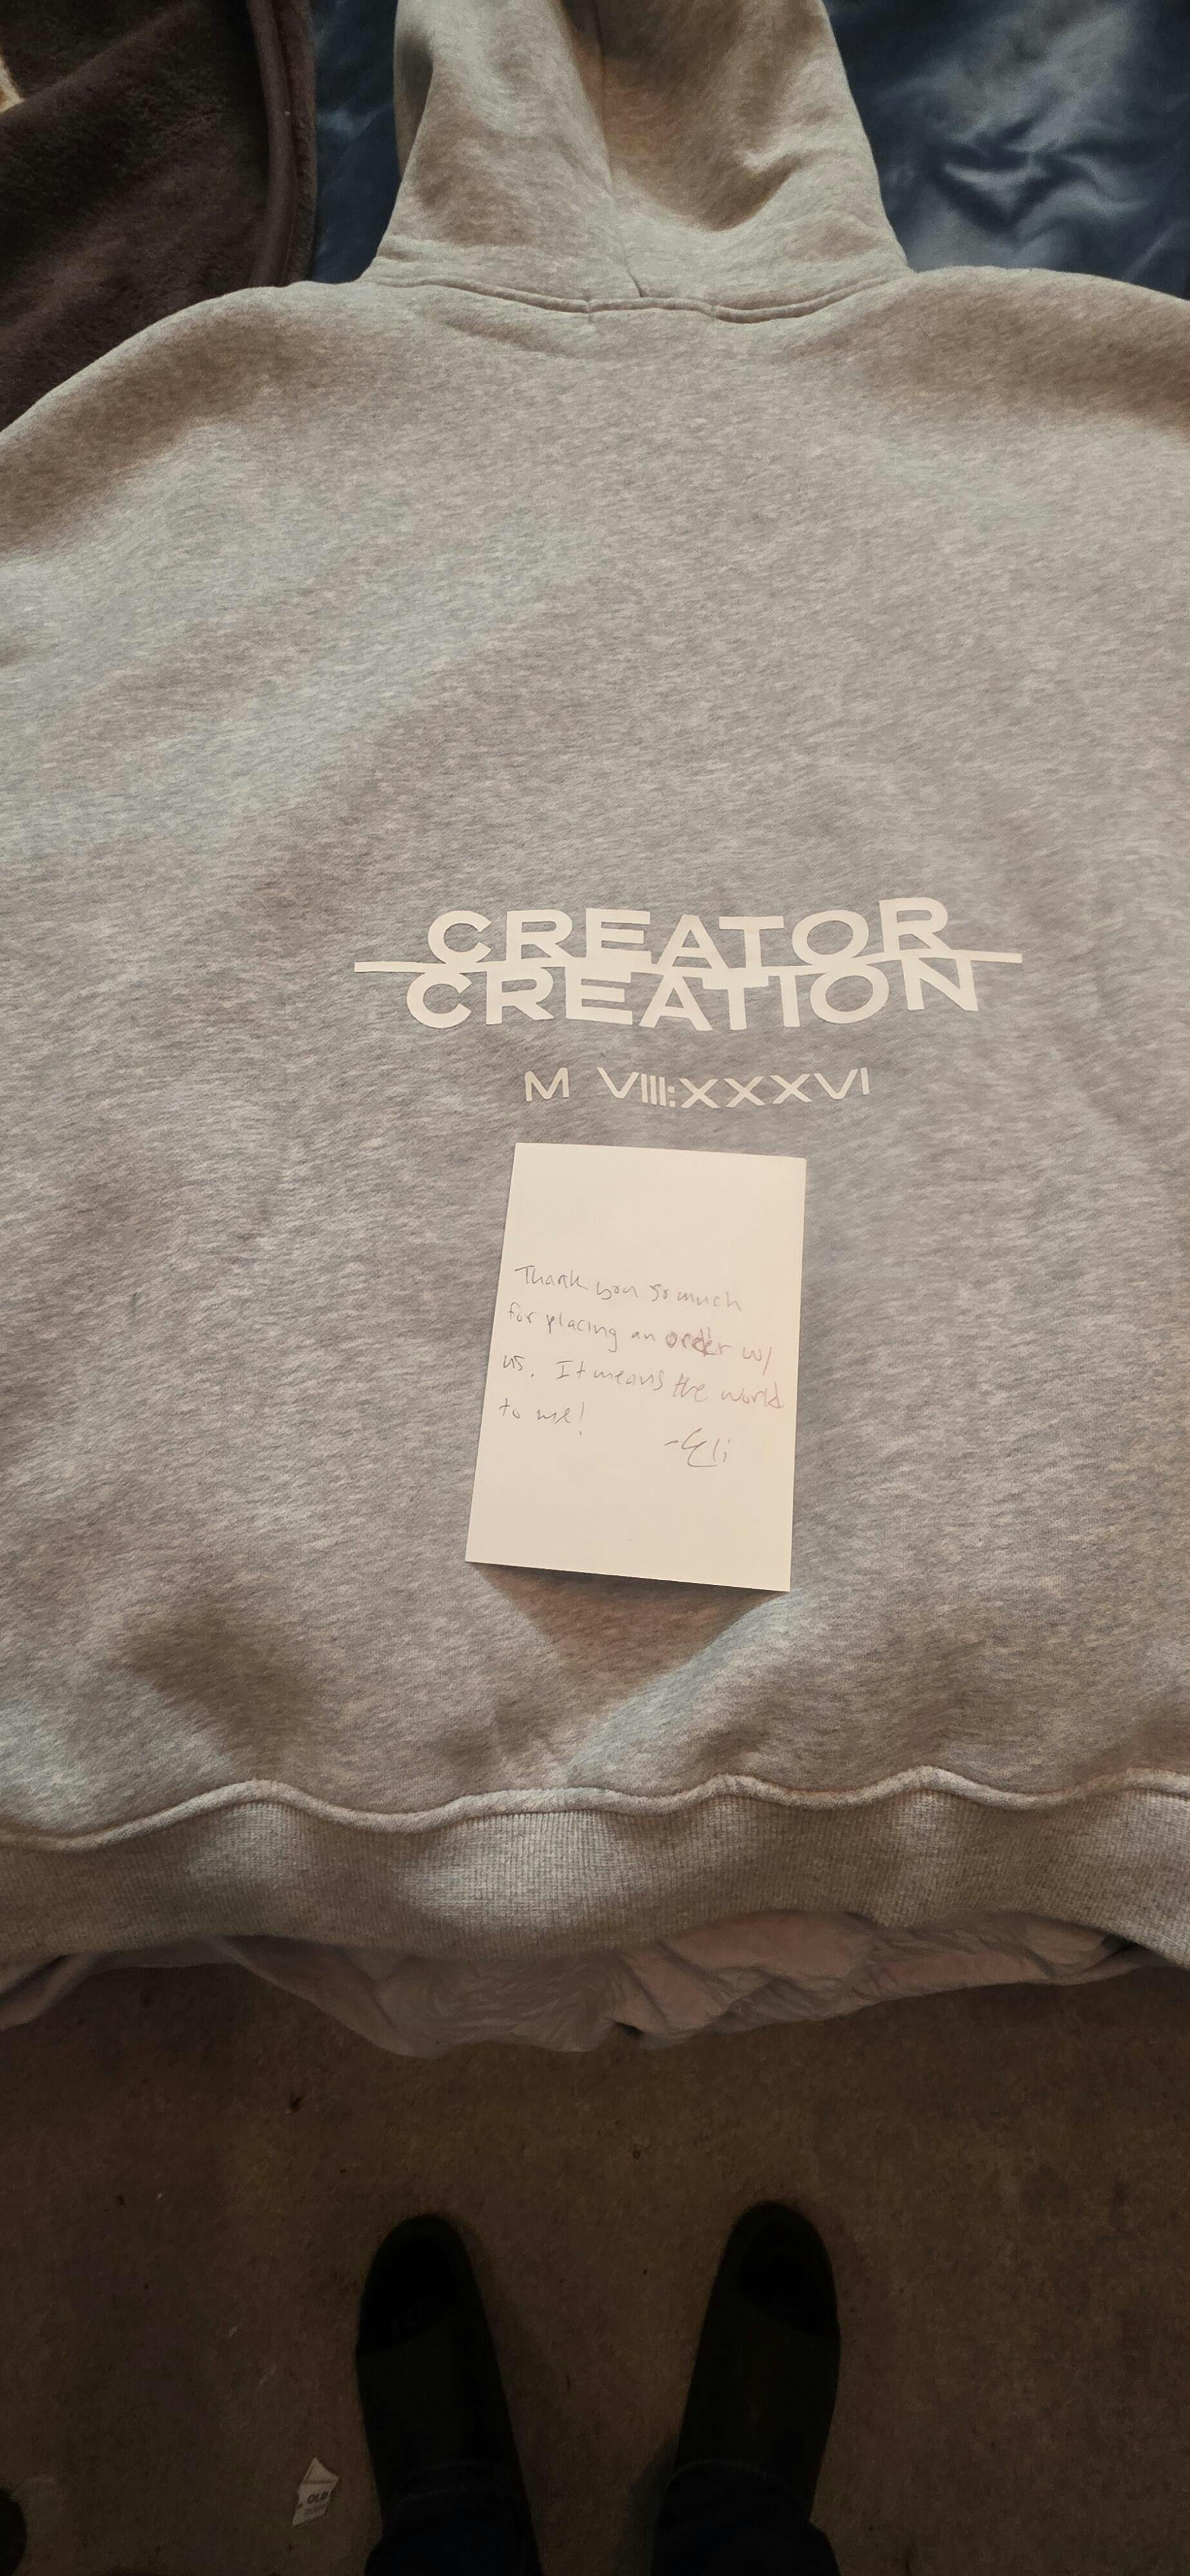 CREATOR
CREATION
M VIII:XXXVI
Thank you so much
for placing an order w/
us. It means the world
to me!
-Eli
OLD